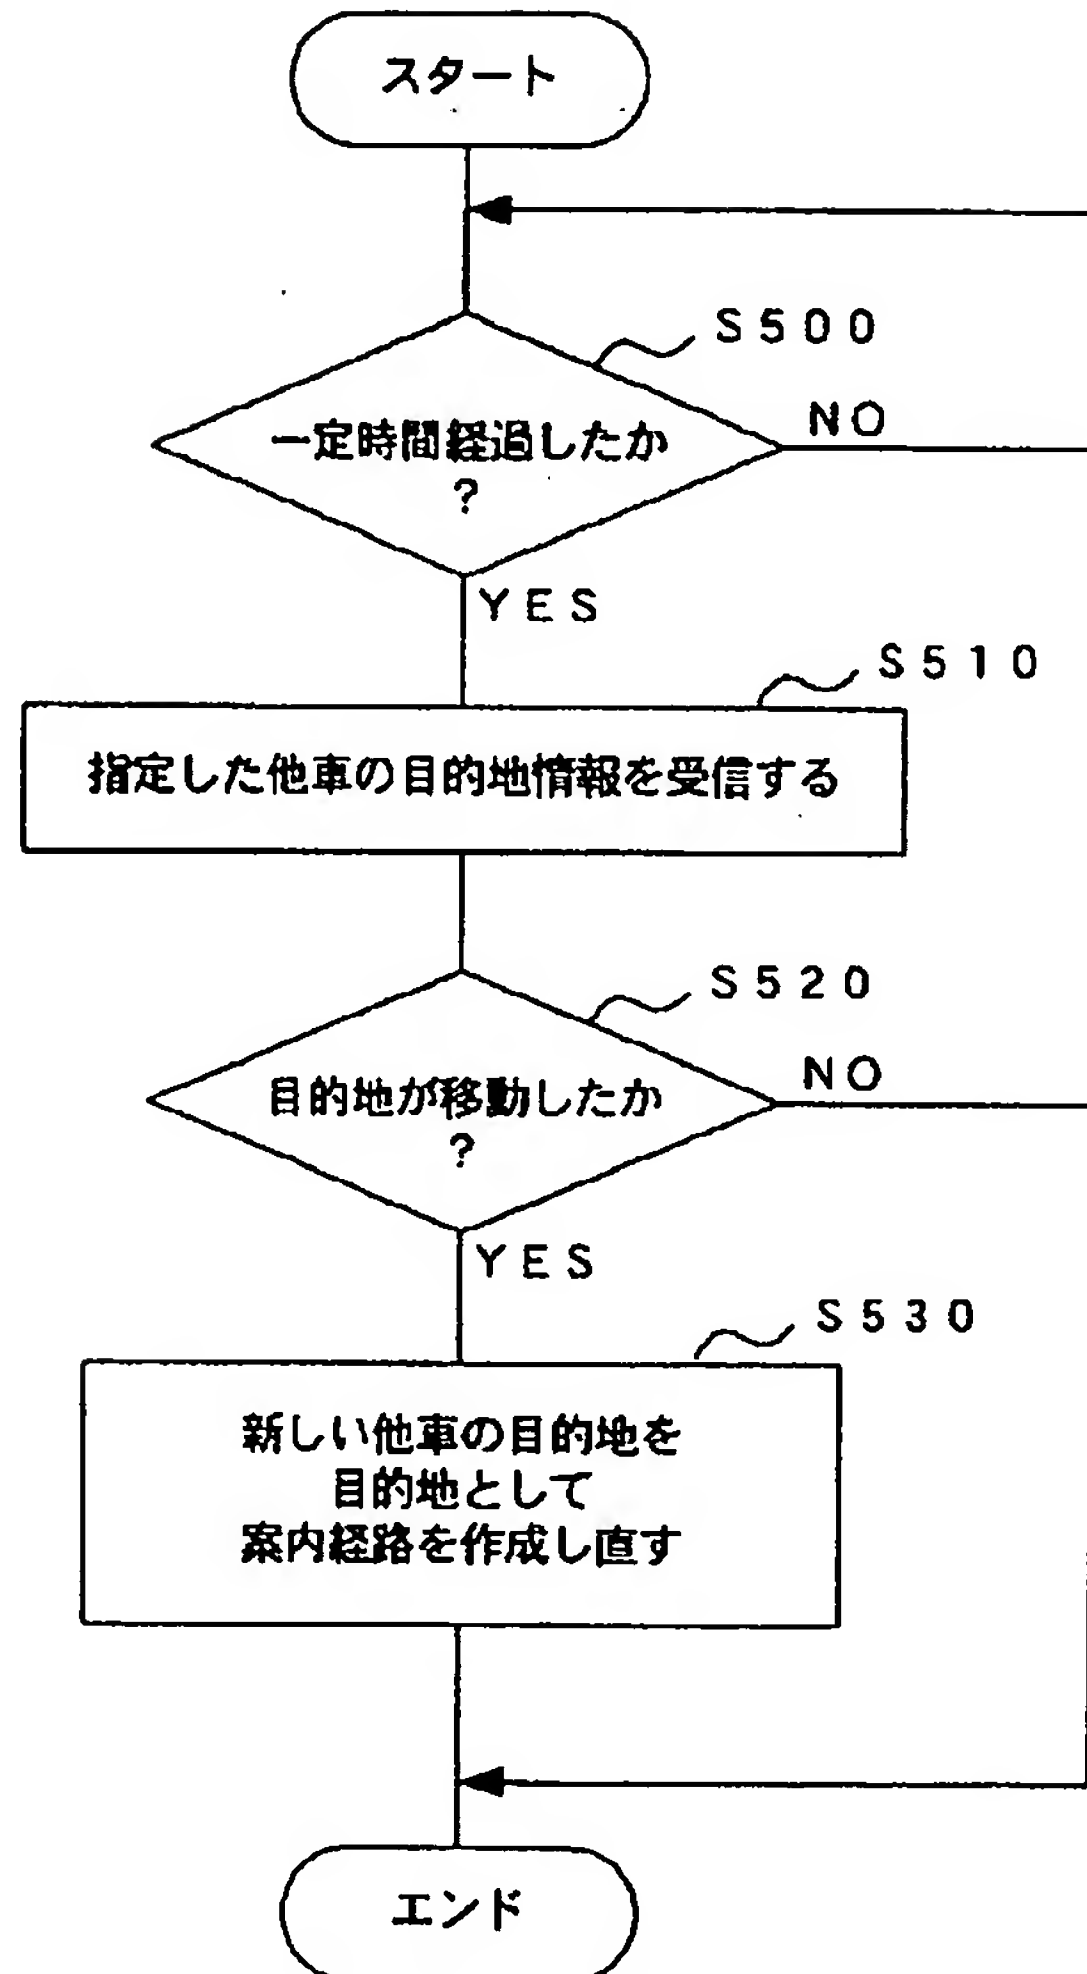 スタート
S500
一定時間経過したか
?
NO
YES
S510
指定した他車の目的地情報を受信する
S520
目的地が移動したか
?
NO
YES
S530
新しい他車の目的地を
目的地として
案内経路を作成し直す
エンド